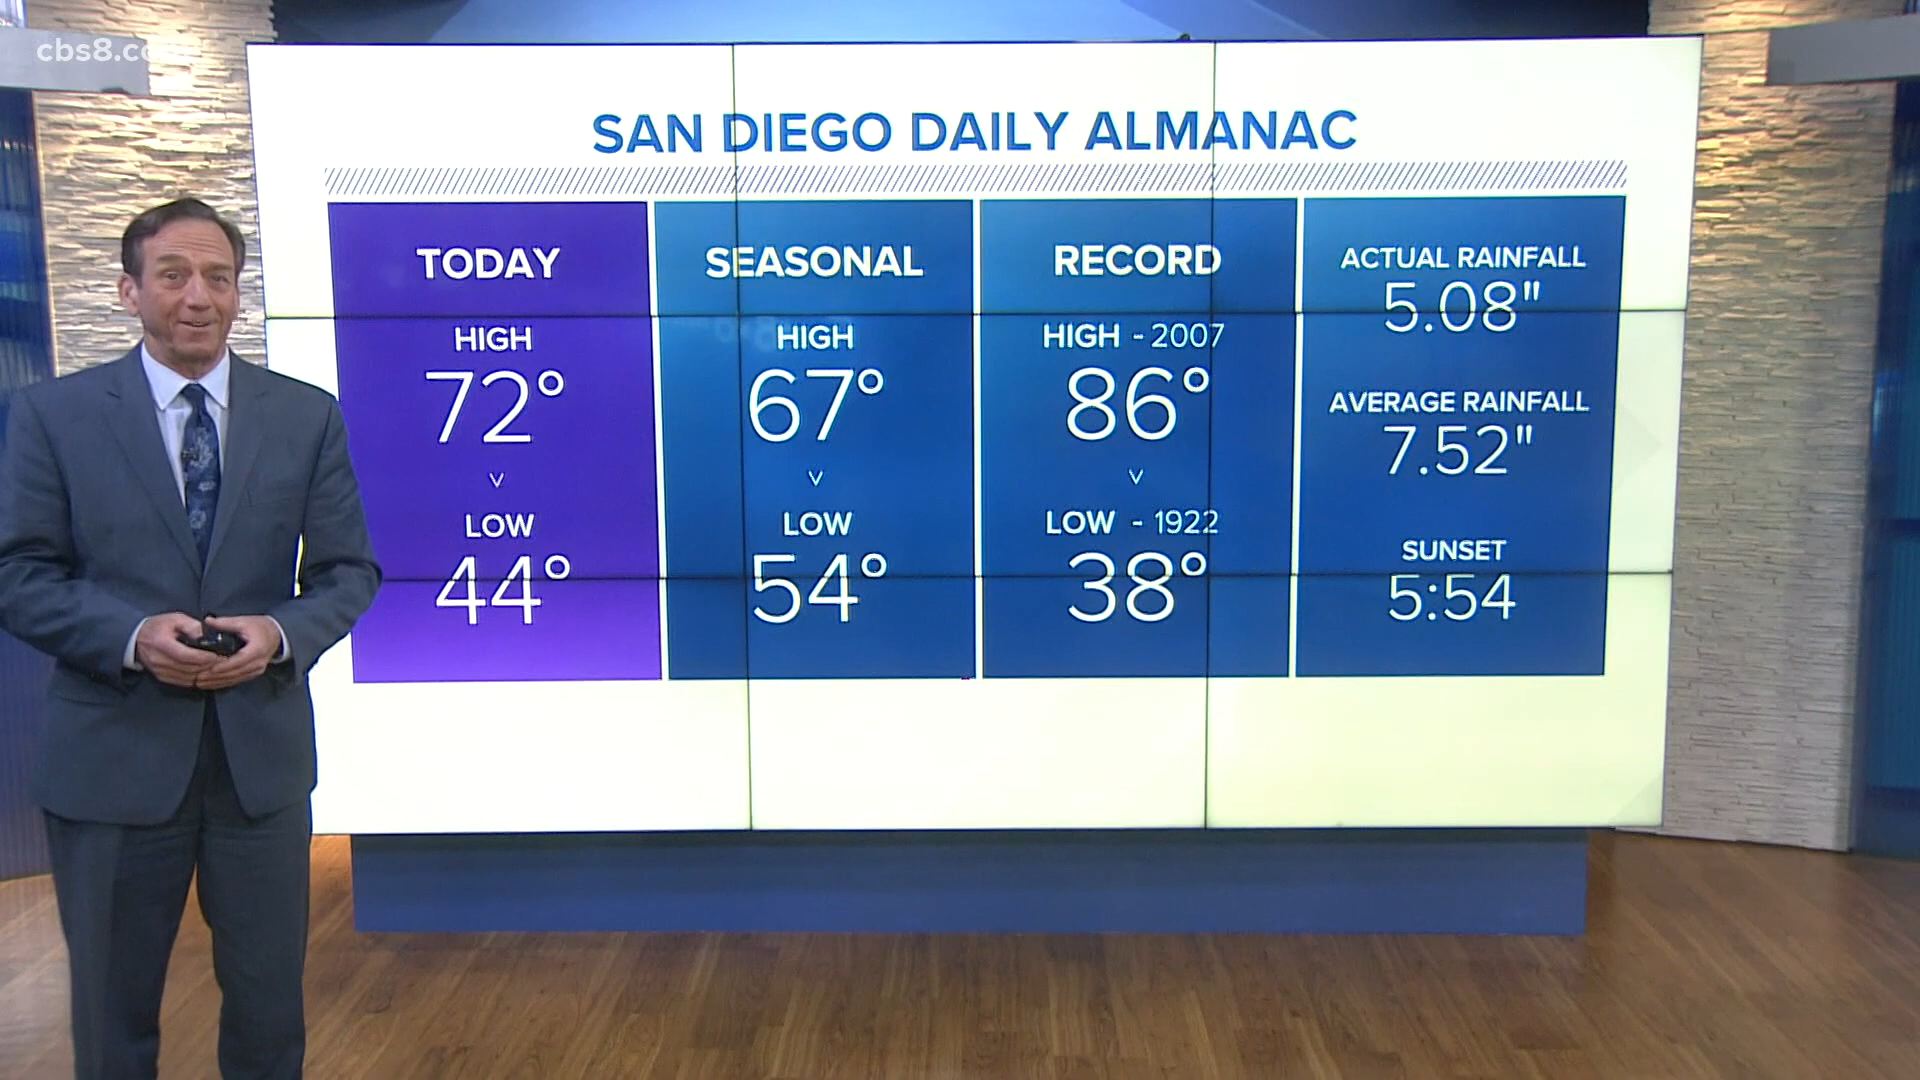 cbs8.com
SAN DIEGO DAILY ALMANAC
TODAY
HIGH
72°
LOW
44°
SEASONAL
HIGH
67°
LOW
54°
RECORD
HIGH - 2007
86°
LOW - 1922
38°
ACTUAL RAINFALL
5.08"
AVERAGE RAINFALL
7.52"
SUNSET
5:54